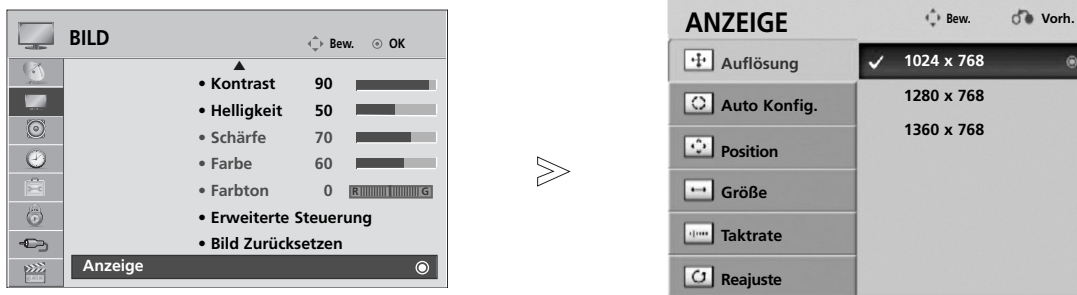 BILD
Bew. OK
• Kontrast 90
• Helligkeit 50
• Schärfe 70
• Farbe 60
• Farbton 0 R G
• Erweiterte Steuerung
• Bild Zurücksetzen
Anzeige
ANZEIGE Bew. Vorh.
Auflösung
Auto Konfig.
Position
Größe
Taktrate
Reajuste
1024 x 768
1280 x 768
1360 x 768